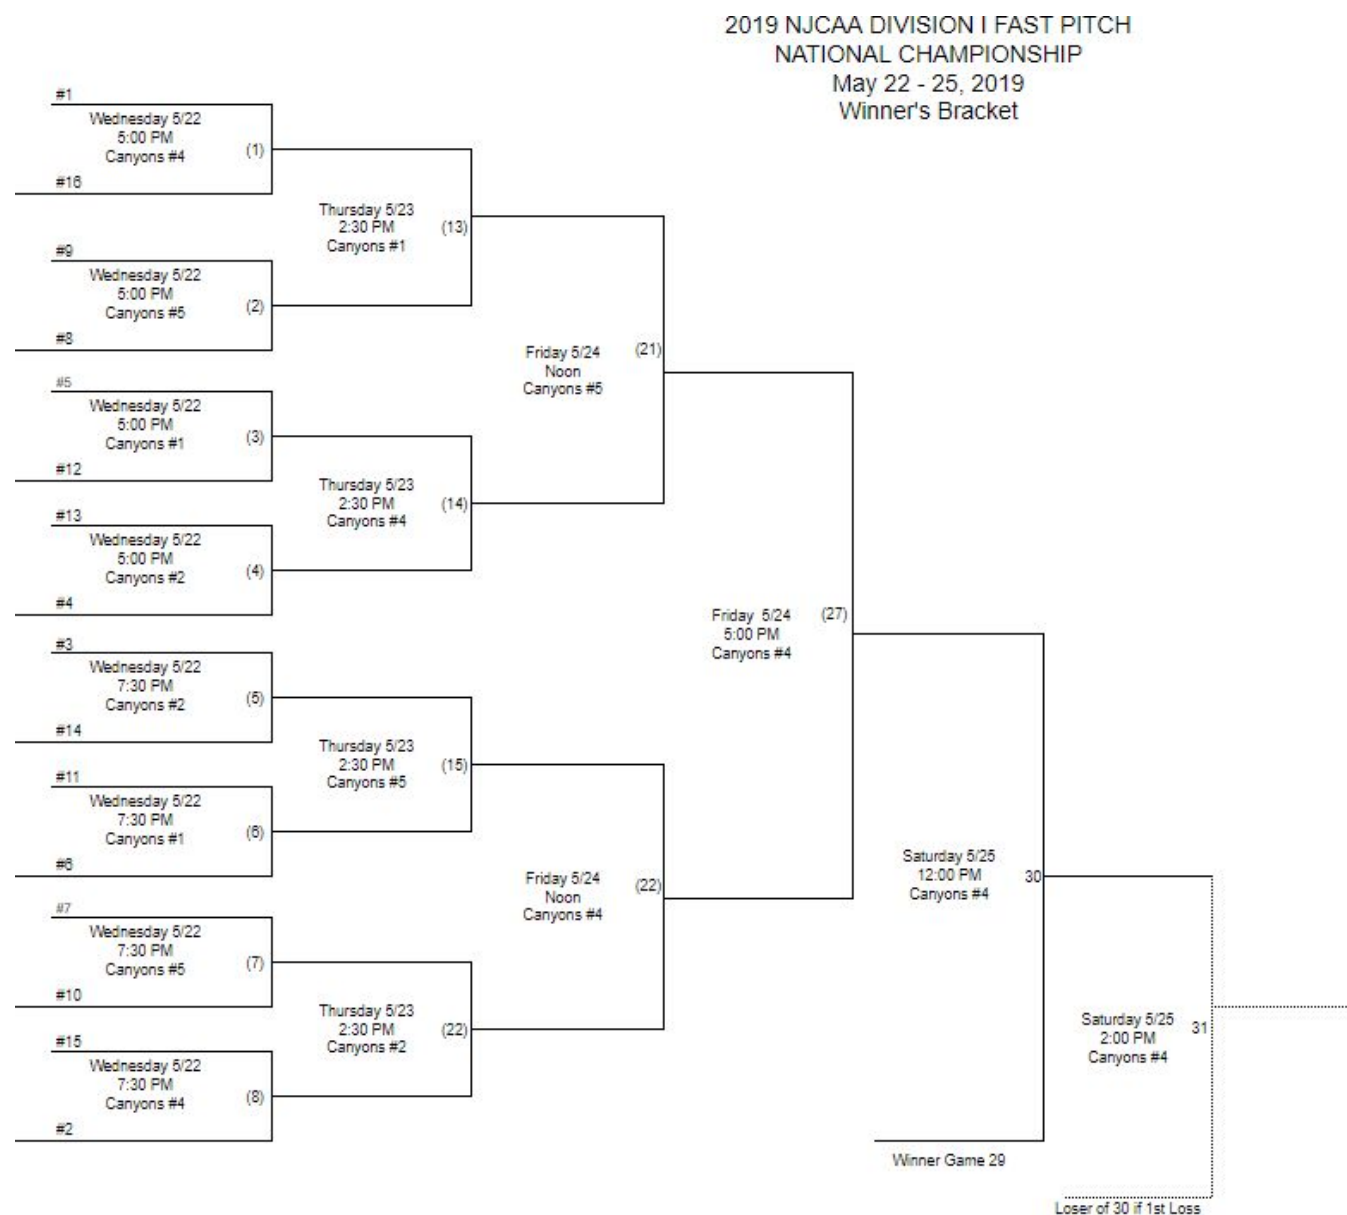 2019 NJCAA DIVISION I FAST PITCH
NATIONAL CHAMPIONSHIP
May 22 - 25, 2019
Winner's Bracket
#1
Wednesday 5/22
5:00 PM
Canyons #4
(1)
#16
Thursday 5/23
2:30 PM
Canyons #1
(13)
#9
Wednesday 5/22
5:00 PM
Canyons #5
(2)
#8
Friday 5/24
Noon
Canyons #5
(21)
#5
Wednesday 5/22
5:00 PM
Canyons #1
(3)
#12
Thursday 5/23
2:30 PM
Canyons #4
(14)
#13
Wednesday 5/22
5:00 PM
Canyons #2
(4)
#4
Friday 5/24
5:00 PM
Canyons #4
(27)
#3
Wednesday 5/22
7:30 PM
Canyons #2
(5)
#14
Thursday 5/23
2:30 PM
Canyons #5
(15)
#11
Wednesday 5/22
7:30 PM
Canyons #1
(6)
#6
Friday 5/24
Noon
Canyons #4
(22)
Saturday 5/25
12:00 PM
Canyons #4
30
#7
Wednesday 5/22
7:30 PM
Canyons #5
(7)
#10
Thursday 5/23
2:30 PM
Canyons #2
(22)
Saturday 5/25
2:00 PM
Canyons #4
31
#15
Wednesday 5/22
7:30 PM
Canyons #4
(8)
#2
Winner Game 29
Loser of 30 if 1st Loss